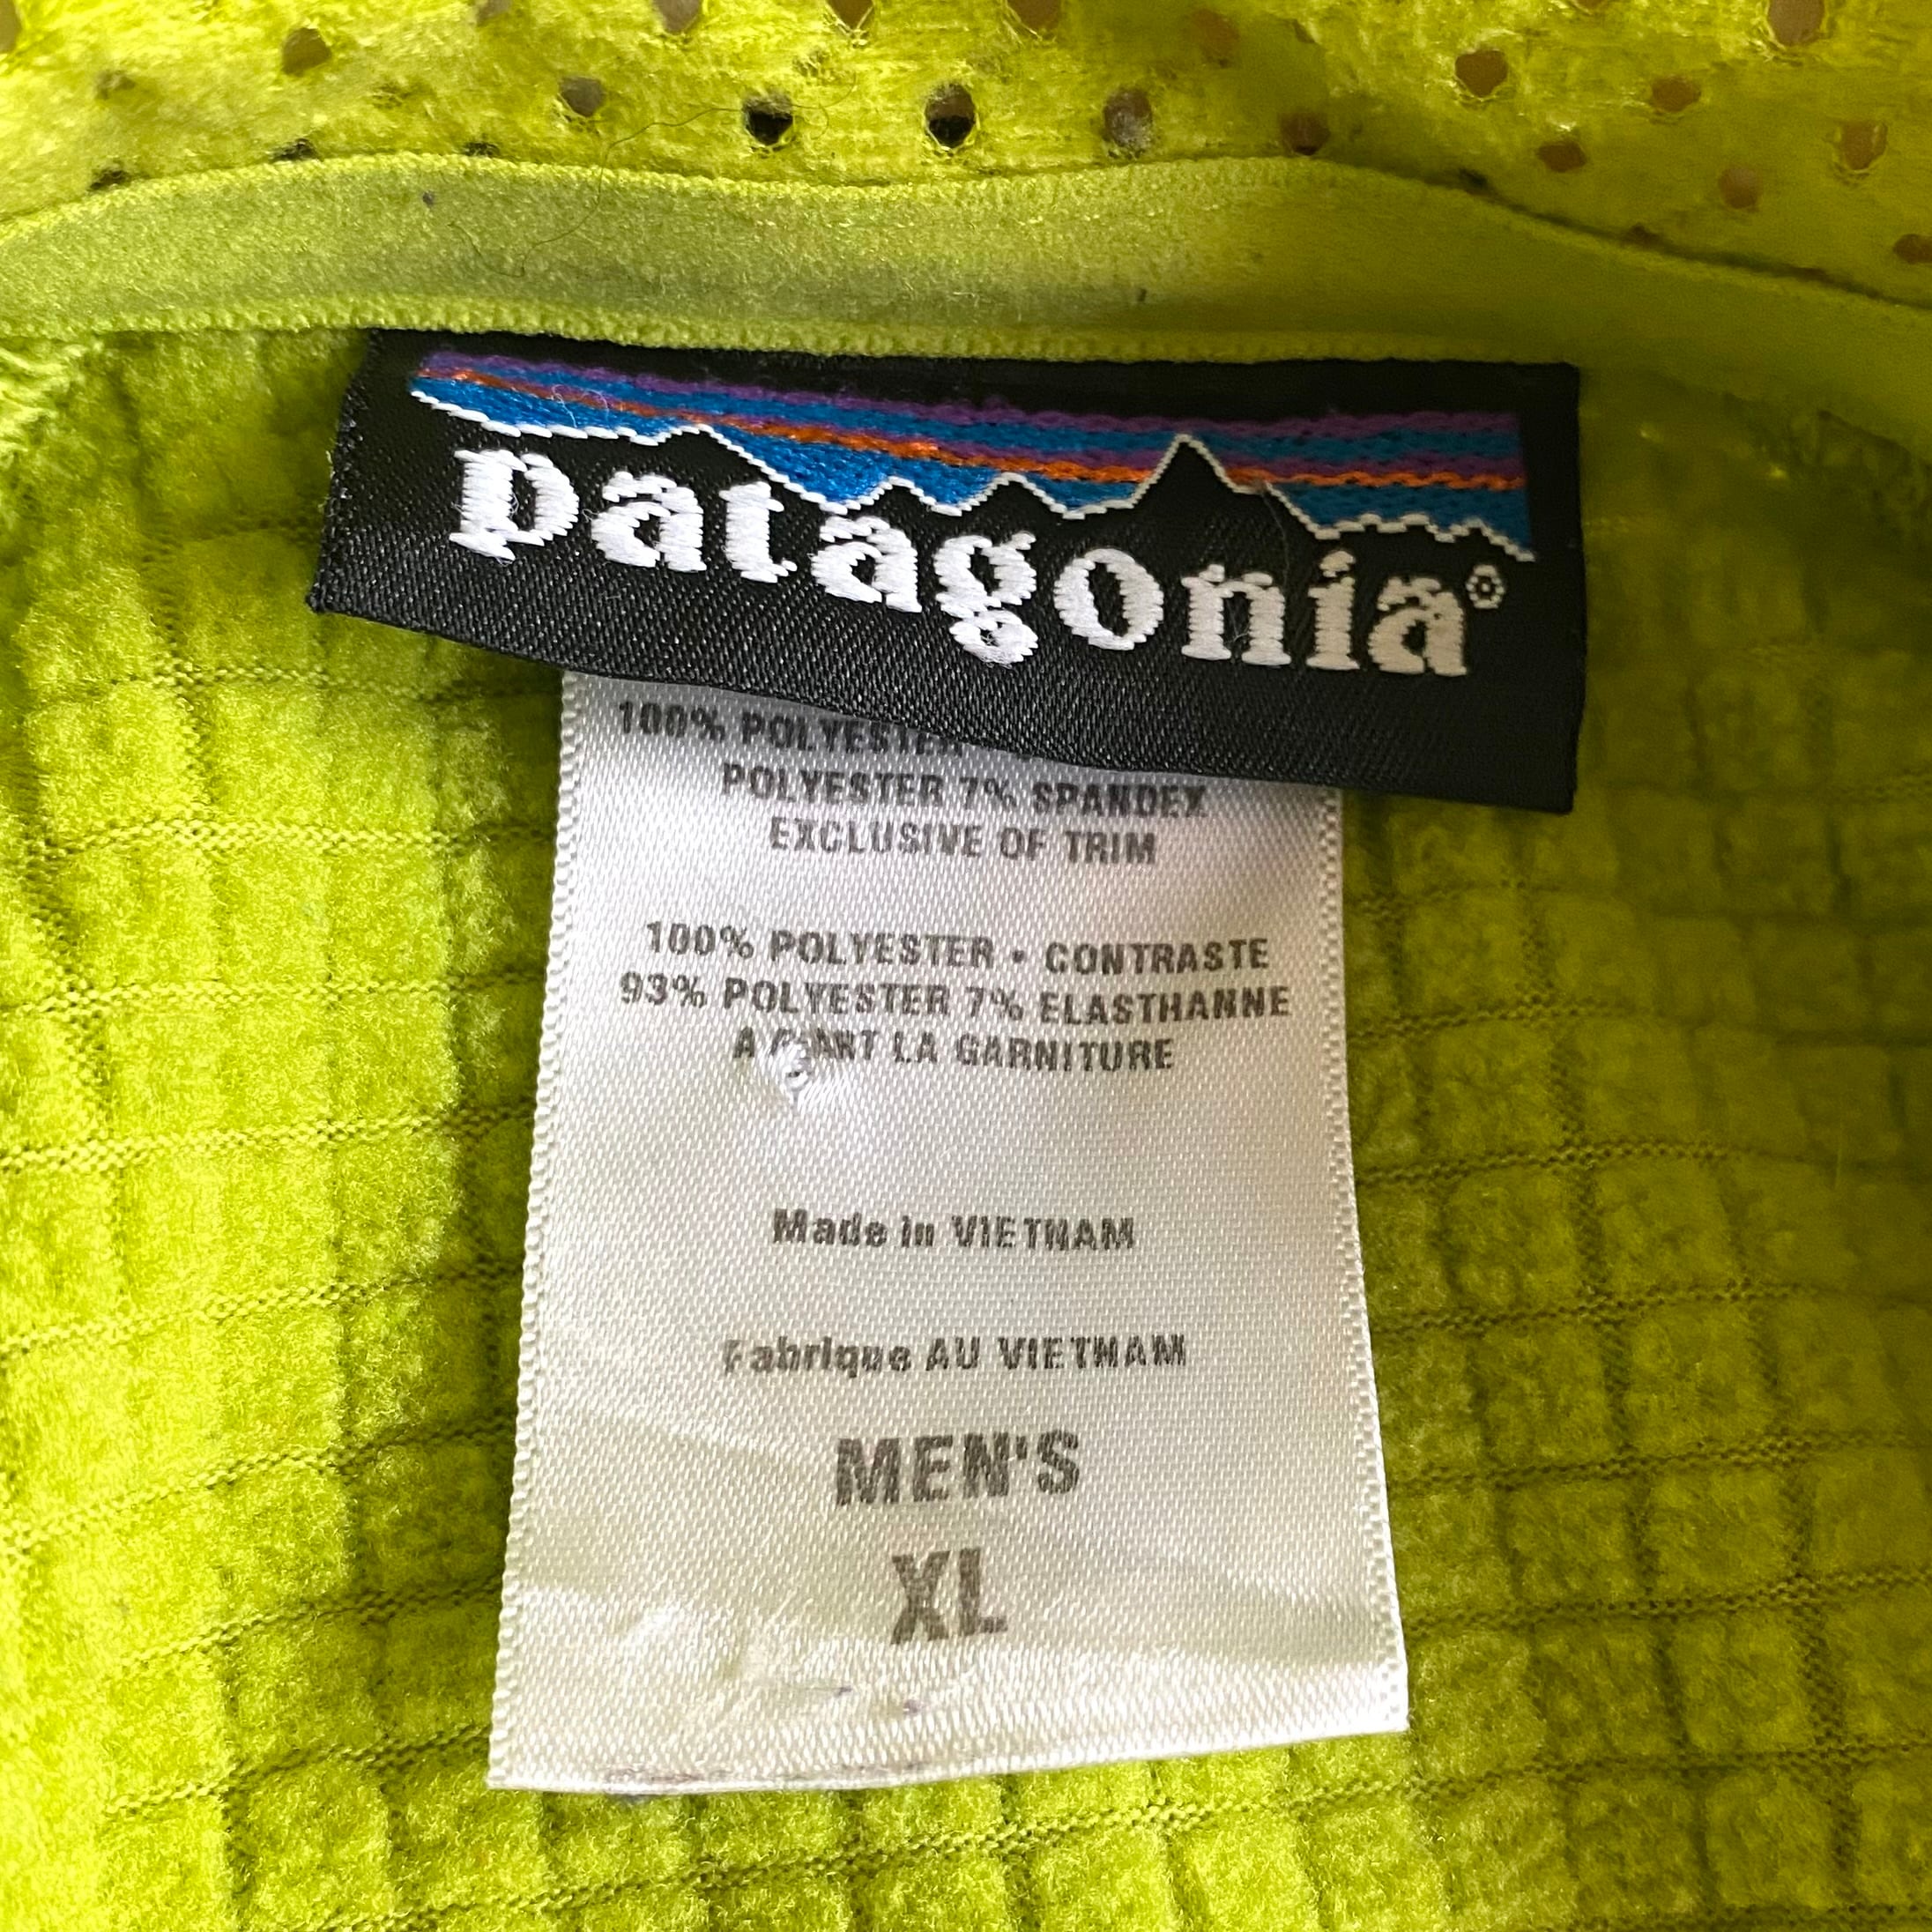 patagonia®
100% POLYESTER
POLYESTER 7% SPANDEX
EXCLUSIVE OF TRIM
100% POLYESTER • CONTRASTE
93% POLYESTER 7% ELASTHANNE
A PART LA GARNITURE
Made in VIETNAM
Fabrique AU VIETNAM
MEN'S
XL